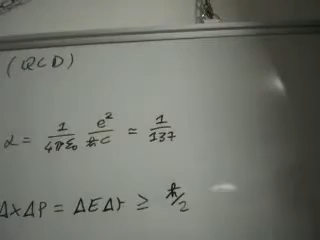 (QCD)
α = 1/4πε₀ e²/ħc ≃ 1/137
ΔxΔp = ΔEΔt ≥ ħ/2